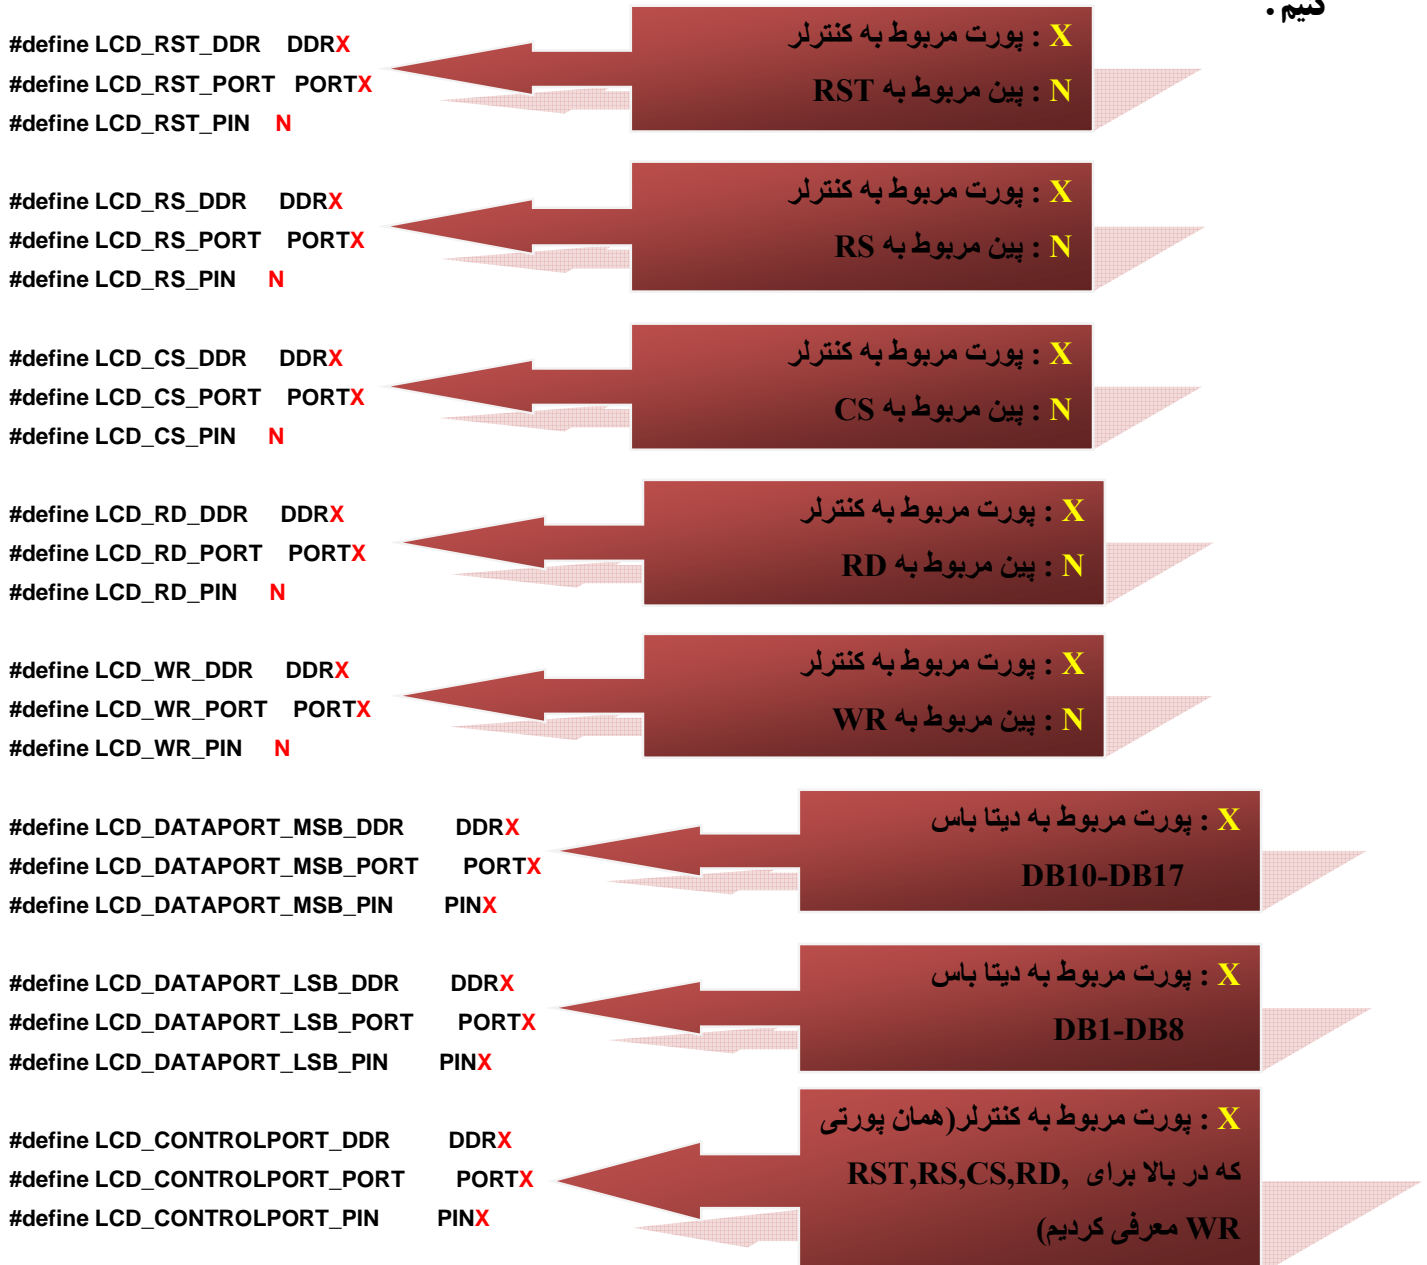 کنیم .
#define LCD_RST_DDR DDRX
#define LCD_RST_PORT PORTX
#define LCD_RST_PIN N
X : پورت مربوط به کنترلر
N : پین مربوط به RST
#define LCD_RS_DDR DDRX
#define LCD_RS_PORT PORTX
#define LCD_RS_PIN N
X : پورت مربوط به کنترلر
N : پین مربوط به RS
#define LCD_CS_DDR DDRX
#define LCD_CS_PORT PORTX
#define LCD_CS_PIN N
X : پورت مربوط به کنترلر
N : پین مربوط به CS
#define LCD_RD_DDR DDRX
#define LCD_RD_PORT PORTX
#define LCD_RD_PIN N
X : پورت مربوط به کنترلر
N : پین مربوط به RD
#define LCD_WR_DDR DDRX
#define LCD_WR_PORT PORTX
#define LCD_WR_PIN N
X : پورت مربوط به کنترلر
N : پین مربوط به WR
#define LCD_DATAPORT_MSB_DDR DDRX
#define LCD_DATAPORT_MSB_PORT PORTX
#define LCD_DATAPORT_MSB_PIN PINX
X : پورت مربوط به دیتا باس
DB10-DB17
#define LCD_DATAPORT_LSB_DDR DDRX
#define LCD_DATAPORT_LSB_PORT PORTX
#define LCD_DATAPORT_LSB_PIN PINX
X : پورت مربوط به دیتا باس
DB1-DB8
#define LCD_CONTROLPORT_DDR DDRX
#define LCD_CONTROLPORT_PORT PORTX
#define LCD_CONTROLPORT_PIN PINX
X : پورت مربوط به کنترلر(همان پورتی
که در بالا برای RST,RS,CS,RD,
WR معرفی کردیم)